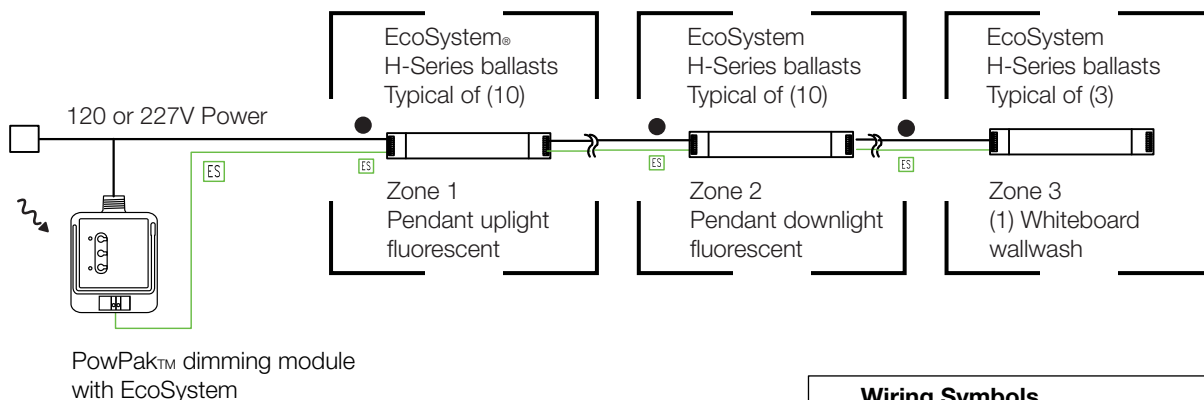 EcoSystem®
H-Series ballasts
Typical of (10)
EcoSystem
H-Series ballasts
Typical of (10)
EcoSystem
H-Series ballasts
Typical of (3)
120 or 227V Power
ES
ES
ES
ES
Zone 1
Pendant uplight
fluorescent
Zone 2
Pendant downlight
fluorescent
Zone 3
(1) Whiteboard
wallwash
PowPak™ dimming module
with EcoSystem
Wiring Symbols